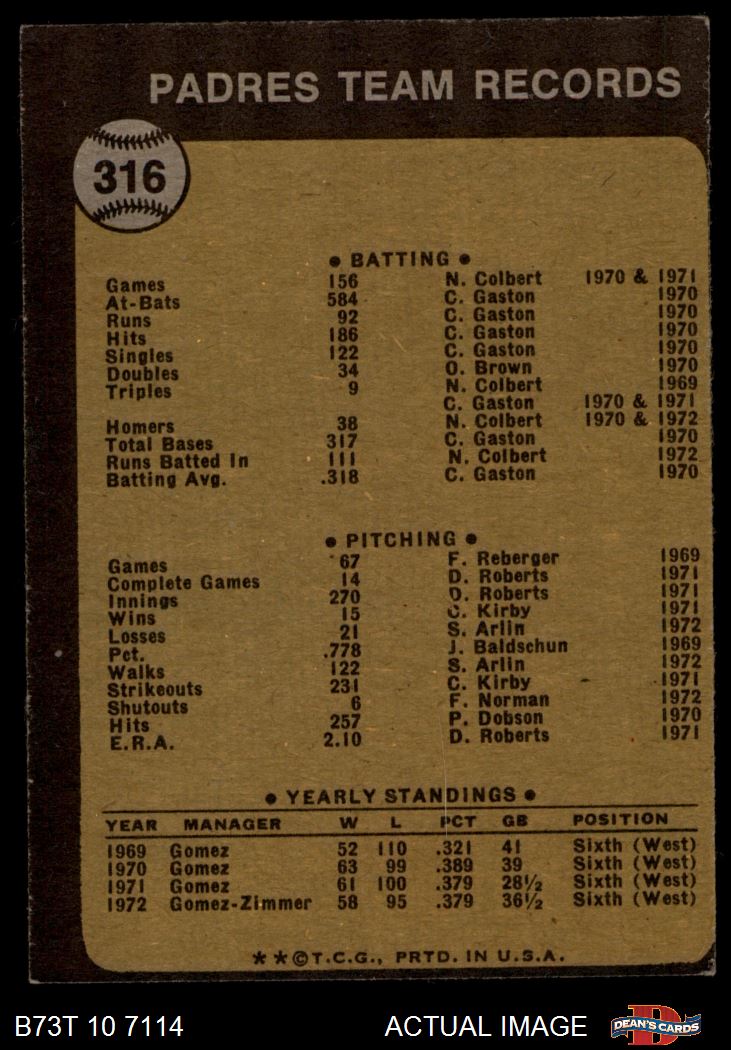 PADRES TEAM RECORDS
316
● BATTING ●
Games 156 N. Colbert 1970 & 1971
At-Bats 584 C. Gaston 1970
Runs 92 C. Gaston 1970
Hits 186 C. Gaston 1970
Singles 122 C. Gaston 1970
Doubles 34 O. Brown 1970
Triples 9 N. Colbert 1969
C. Gaston 1970 & 1971
Homers 38 N. Colbert 1970 & 1972
Total Bases 317 C. Gaston 1970
Runs Batted In 111 N. Colbert 1972
Batting Avg. .318 C. Gaston 1970
● PITCHING ●
Games 67 F. Reberger 1969
Complete Games 14 D. Roberts 1971
Innings 270 D. Roberts 1971
Wins 15 C. Kirby 1971
Losses 21 S. Arlin 1972
Pct. .778 J. Baldschun 1969
Walks 122 S. Arlin 1972
Strikeouts 231 C. Kirby 1971
Shutouts 6 F. Norman 1972
Hits 257 P. Dobson 1970
E.R.A. 2.10 D. Roberts 1971
● YEARLY STANDINGS ●
YEAR MANAGER W L PCT GB POSITION
1969 Gomez 52 110 .321 41 Sixth (West)
1970 Gomez 63 99 .389 39 Sixth (West)
1971 Gomez 61 100 .379 28½ Sixth (West)
1972 Gomez-Zimmer 58 95 .379 36½ Sixth (West)
**©T.C.G., PRTD. IN U.S.A.
B73T 10 7114 ACTUAL IMAGE
DEAN'S CARDS